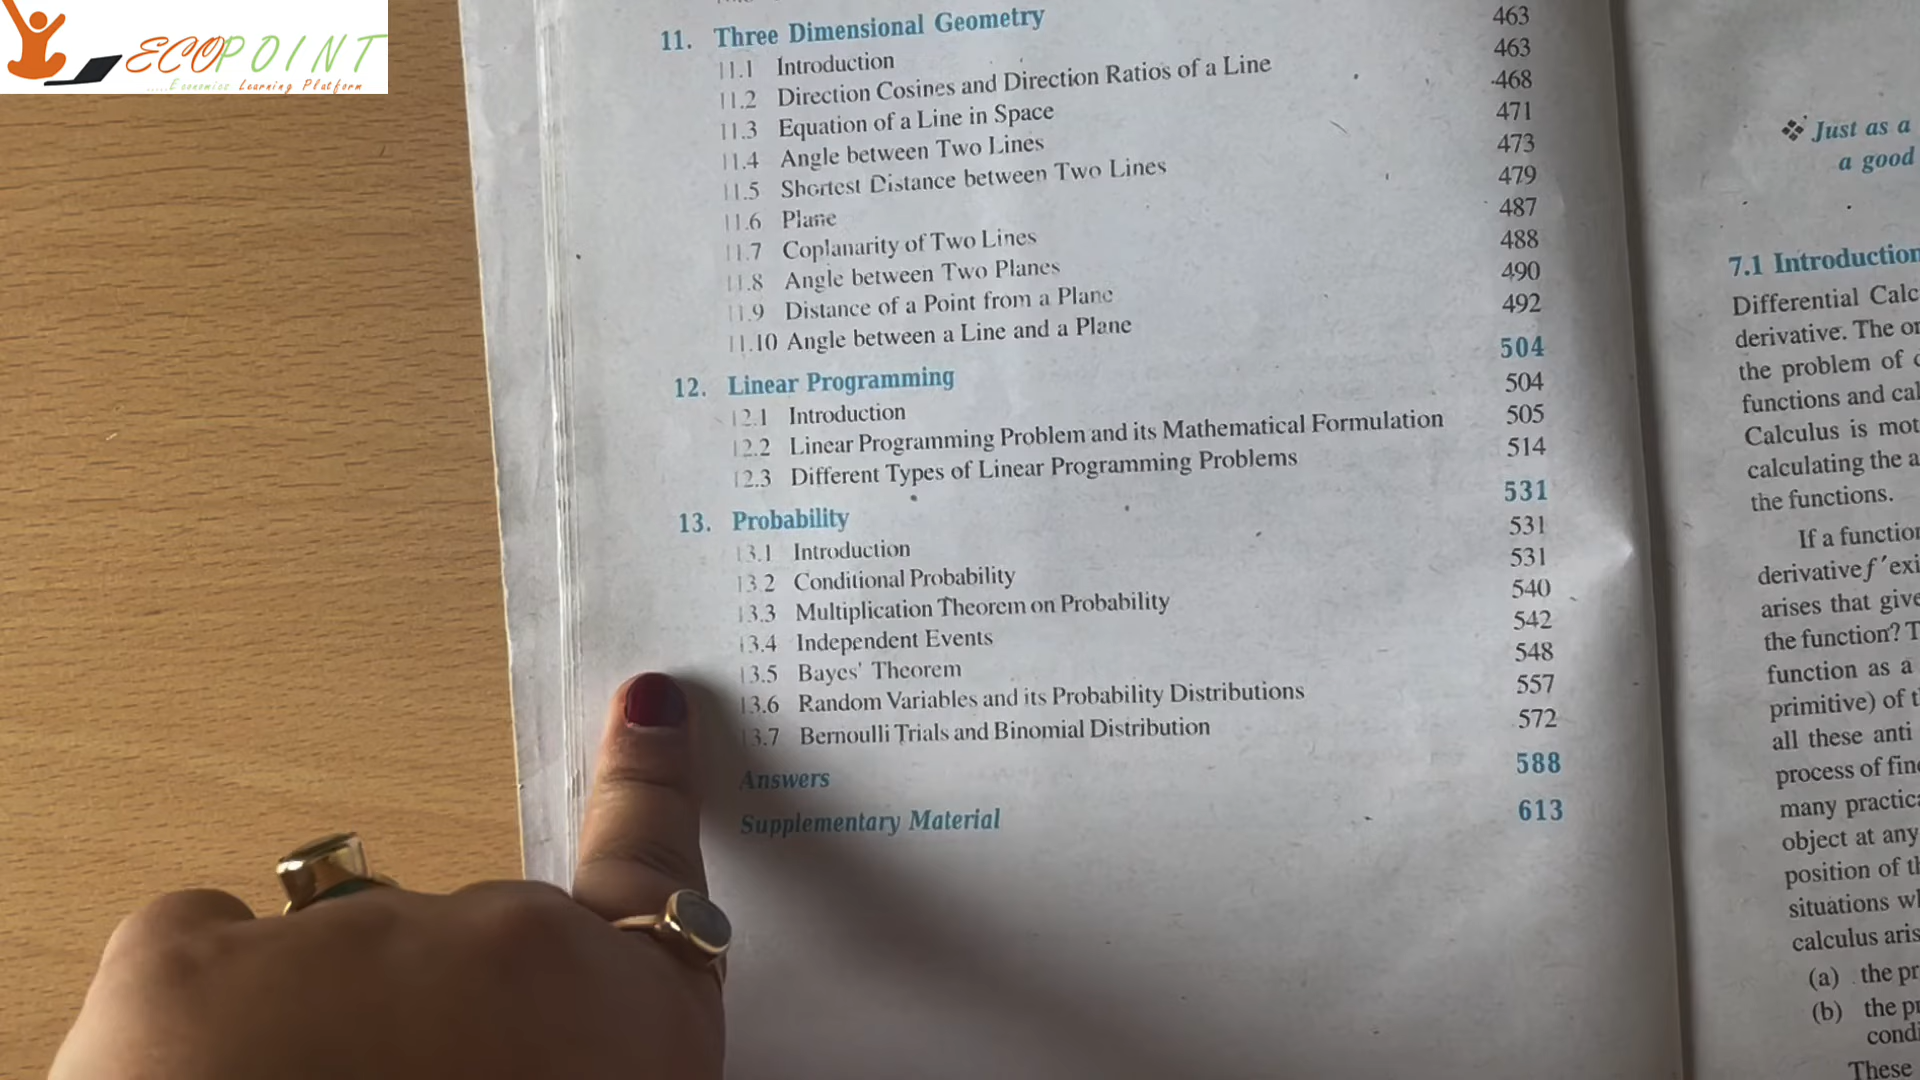 ECOPOINT
.....Economics Learning Platform
11. Three Dimensional Geometry 463
11.1 Introduction 463
11.2 Direction Cosines and Direction Ratios of a Line 468
11.3 Equation of a Line in Space 471
11.4 Angle between Two Lines 473
11.5 Shortest Distance between Two Lines 479
11.6 Plane 487
11.7 Coplanarity of Two Lines 488
11.8 Angle between Two Planes 490
11.9 Distance of a Point from a Plane 492
11.10 Angle between a Line and a Plane
12. Linear Programming 504
12.1 Introduction 504
12.2 Linear Programming Problem and its Mathematical Formulation 505
12.3 Different Types of Linear Programming Problems 514
13. Probability 531
13.1 Introduction 531
13.2 Conditional Probability 531
13.3 Multiplication Theorem on Probability 540
13.4 Independent Events 542
13.5 Bayes' Theorem 548
13.6 Random Variables and its Probability Distributions 557
13.7 Bernoulli Trials and Binomial Distribution 572
Answers 588
Supplementary Material 613
❖ Just as a
a good
7.1 Introduction
Differential Calc
derivative. The or
the problem of
functions and cal
Calculus is mot
calculating the a
the functions.
If a function
derivative f ′ exi
arises that give
the function? T
function as a
primitive) of t
all these anti
process of fin
many practica
object at any
position of th
situations w
calculus aris
(a) the pr
(b) the p
condi
These